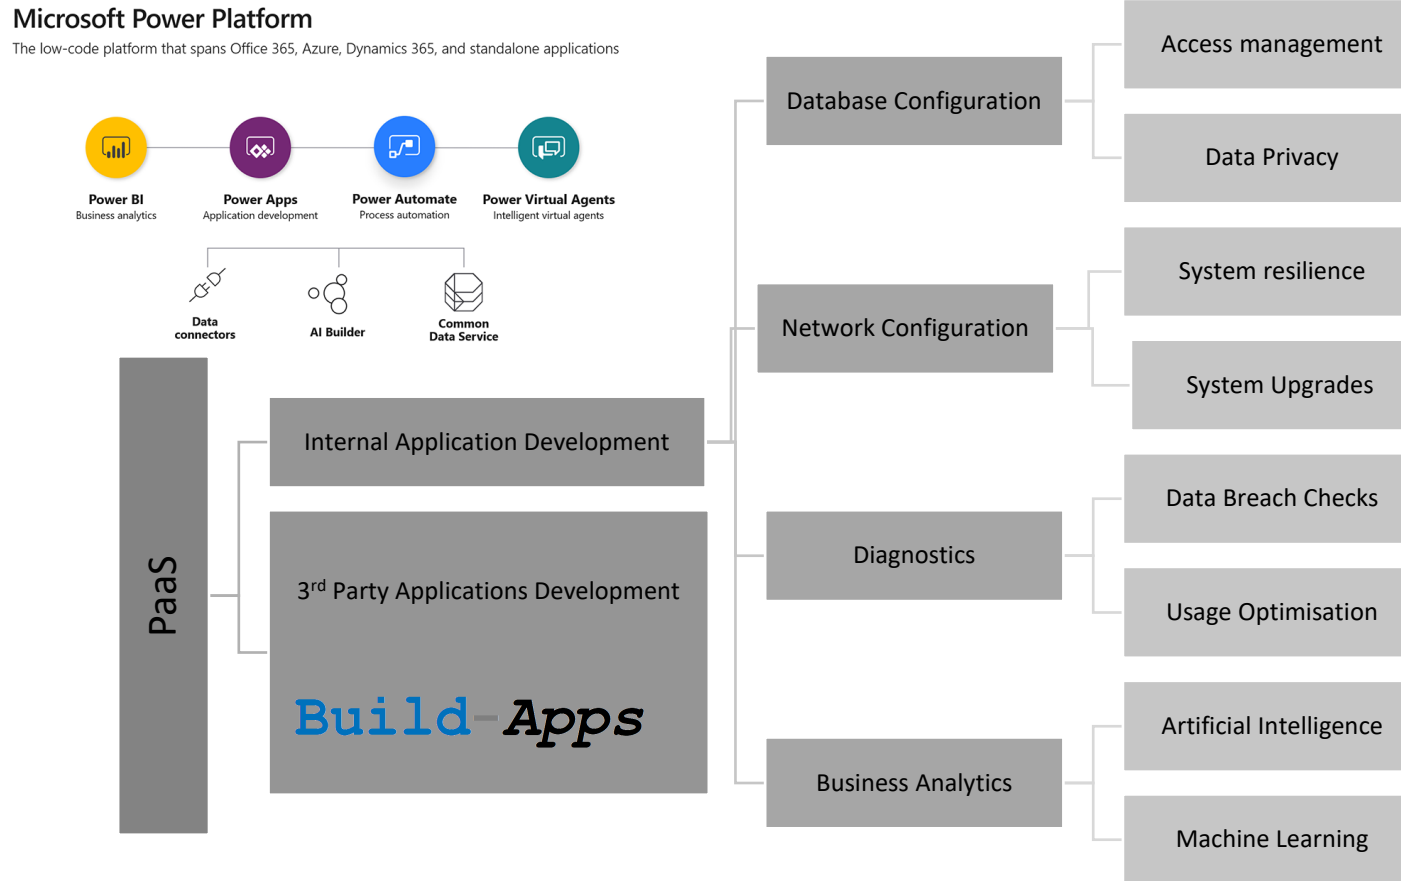 Microsoft Power Platform
The low-code platform that spans Office 365, Azure, Dynamics 365, and standalone applications
Power BI
Business analytics
Power Apps
Application development
Power Automate
Process automation
Power Virtual Agents
Intelligent virtual agents
Data
connectors
AI Builder
Common
Data Service
PaaS
Internal Application Development
3rd Party Applications Development
Build-Apps
Database Configuration
Access management
Data Privacy
Network Configuration
System resilience
System Upgrades
Diagnostics
Data Breach Checks
Usage Optimisation
Business Analytics
Artificial Intelligence
Machine Learning